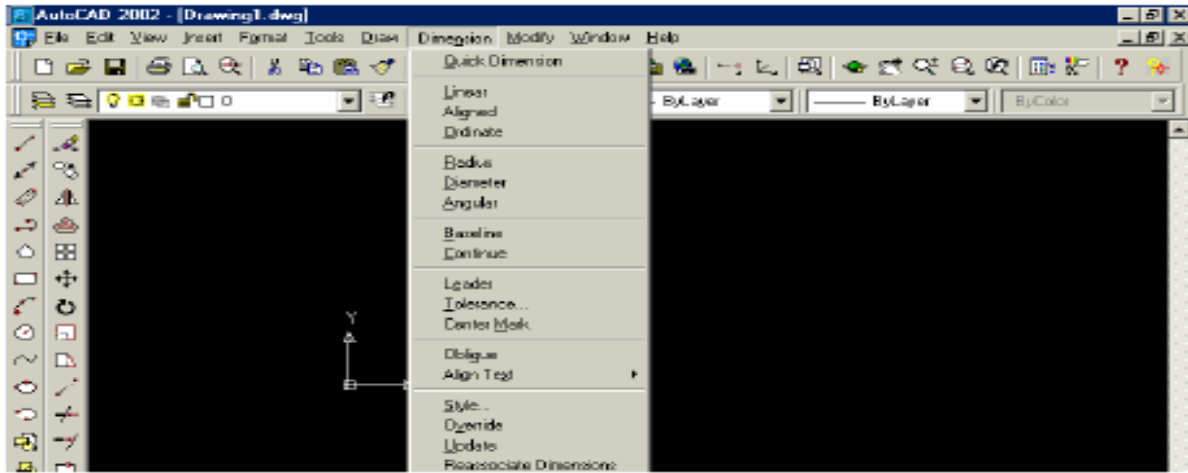 AutoCAD 2002 - [Drawing1.dwg]
File Edit View Insert Format Tools Draw Dimension Modify Window Help
Quick Dimension
0
ByLayer
ByLayer
ByColor
Linear
Aligned
Ordinate
Radius
Diameter
Angular
Baseline
Continue
Leader
Tolerance...
Center Mark
Y
Oblique
Align Text
Style...
Override
Update
Reassociate Dimensions